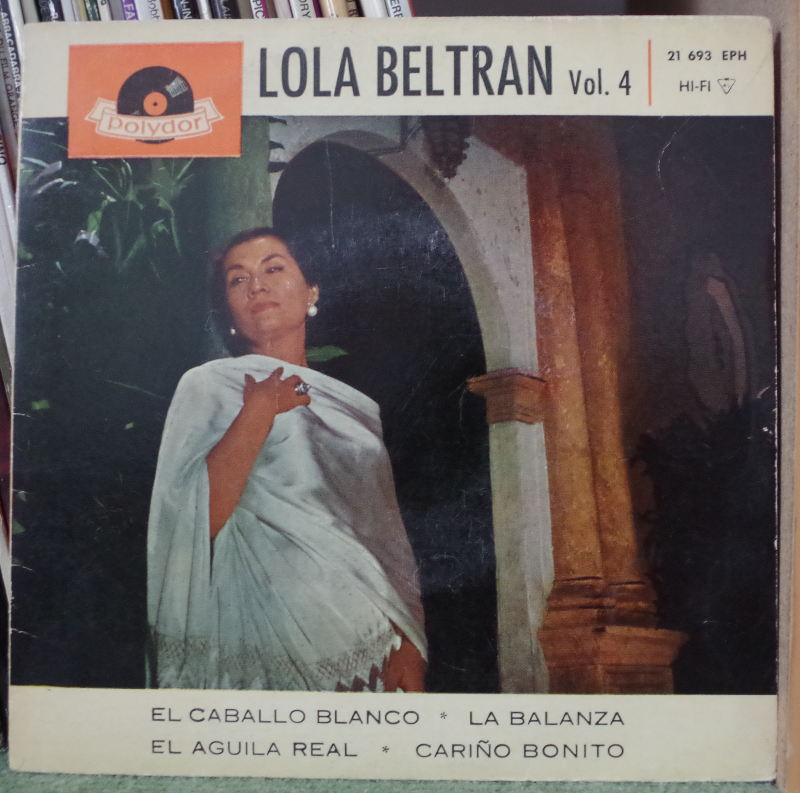 polydor
LOLA BELTRAN Vol. 4
21 693 EPH
HI-FI
EL CABALLO BLANCO * LA BALANZA
EL AGUILA REAL * CARIÑO BONITO